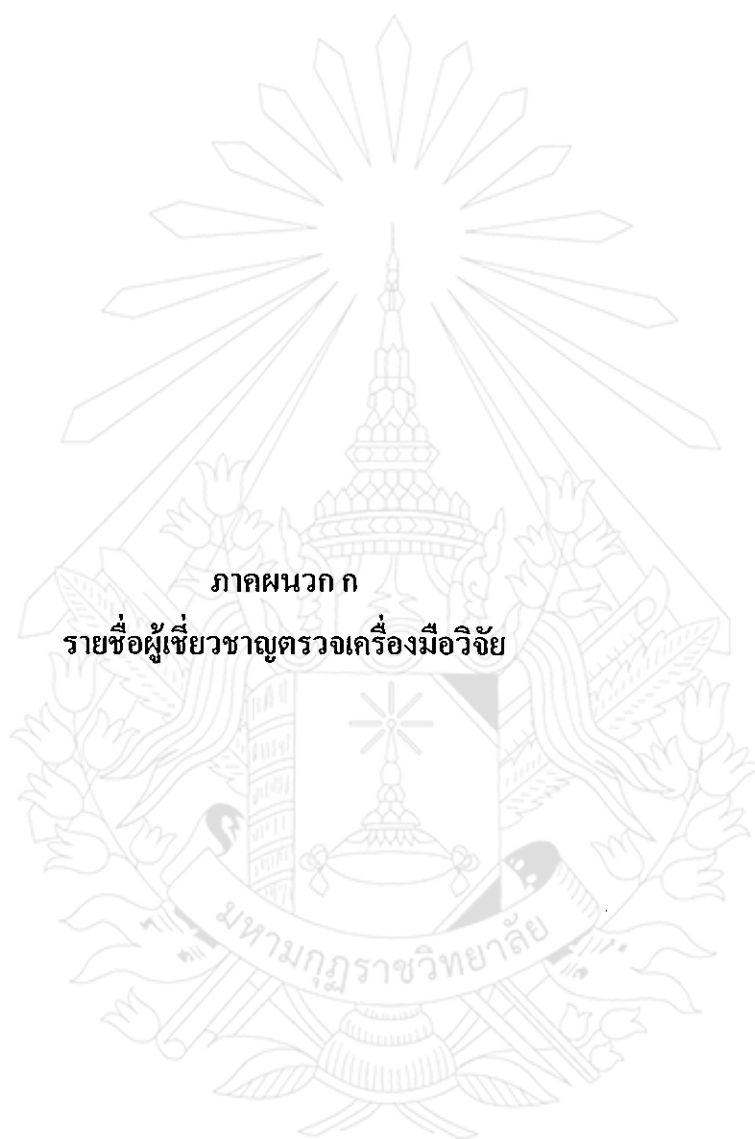 ภาคผนวก ก
รายชื่อผู้เชี่ยวชาญตรวจเครื่องมือวิจัย
มหามกุฏราชวิทยาลัย